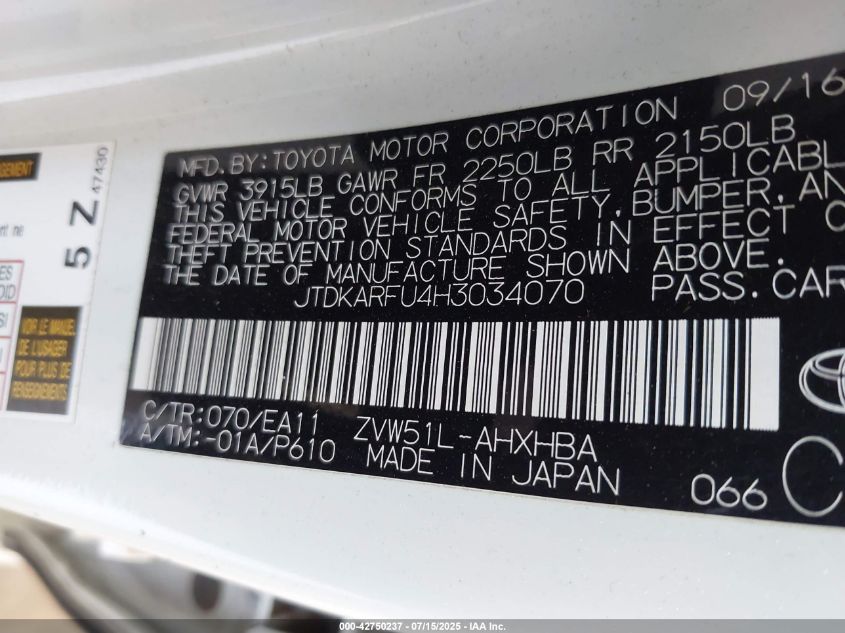 09/16
MFD. BY: TOYOTA MOTOR CORPORATION
GVWR 3915LB GAWR FR 2250LB RR 2150LB
THIS VEHICLE CONFORMS TO ALL APPLICABL
FEDERAL MOTOR VEHICLE SAFETY, BUMPER, AN
THEFT PREVENTION STANDARDS IN EFFECT O
THE DATE OF MANUFACTURE SHOWN ABOVE.
JTDKARFU4H3034070 PASS. CAR
C/TR: 070/EA11 ZVW51L-AHXHBA
A/TM: -01A/P610 MADE IN JAPAN
066
5 Z 47430
VOIR LE MANUEL
DE L'USAGER
POUR PLUS DE
RENSEIGNEMENTS
000-42750237 - 07/15/2025 - IAA Inc.